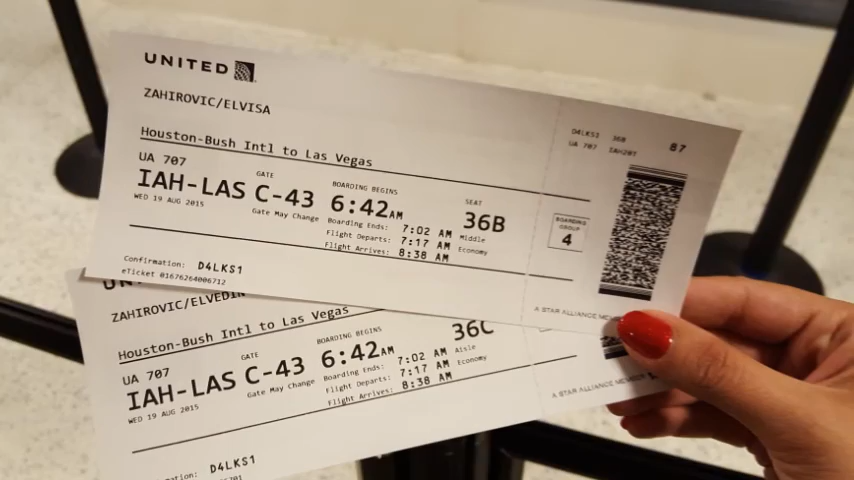 UNITED
ZAHIROVIC/ELVISA
Houston-Bush Intl to Las Vegas
UA 707
IAH-LAS
WED 19 AUG 2015
GATE
C-43
Gate May Change
BOARDING BEGINS
6:42AM
Boarding Ends: 7:02 AM
Flight Departs: 7:17 AM
Flight Arrives: 8:38 AM
SEAT
36B
Middle
Economy
Confirmation: D4LKS1
eTicket 01676264006712
D4LKS1 36B 87
UA 707
BOARDING
GROUP
4
A STAR ALLIANCE
UN
ZAHIROVIC/ELVEDIN
Houston-Bush Intl to Las Vegas
UA 707
IAH-LAS
WED 19 AUG 2015
GATE
C-43
Gate May Change
BOARDING BEGINS
6:42AM
Boarding Ends: 7:02 AM
Flight Departs: 7:17 AM
Flight Arrives: 8:38 AM
36C
Aisle
Economy
D4LKS1
A STAR ALLIANCE MEMBER